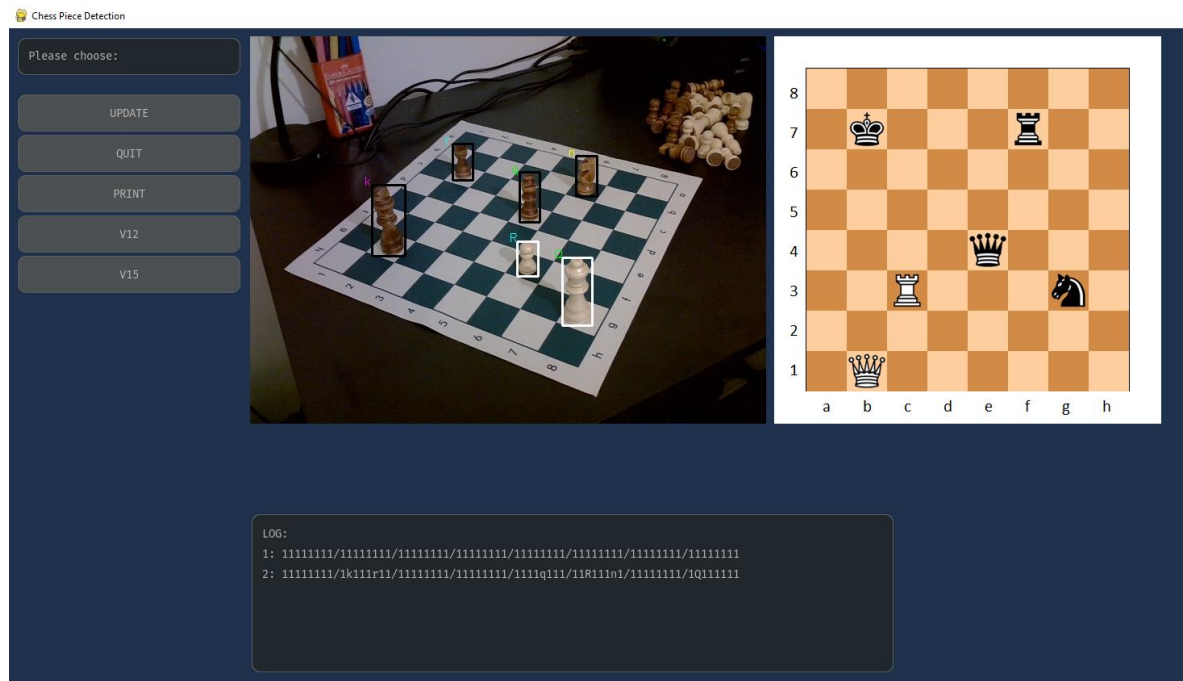 Chess Piece Detection
Please choose:
UPDATE
QUIT
PRINT
V12
V15
k
n
R
8
7
6
5
4
3
2
1
a b c d e f g h
LOG:
1: 11111111/11111111/11111111/11111111/11111111/11111111/11111111/11111111
2: 11111111/1k111r11/11111111/11111111/1111q111/11R111n1/11111111/1Q111111